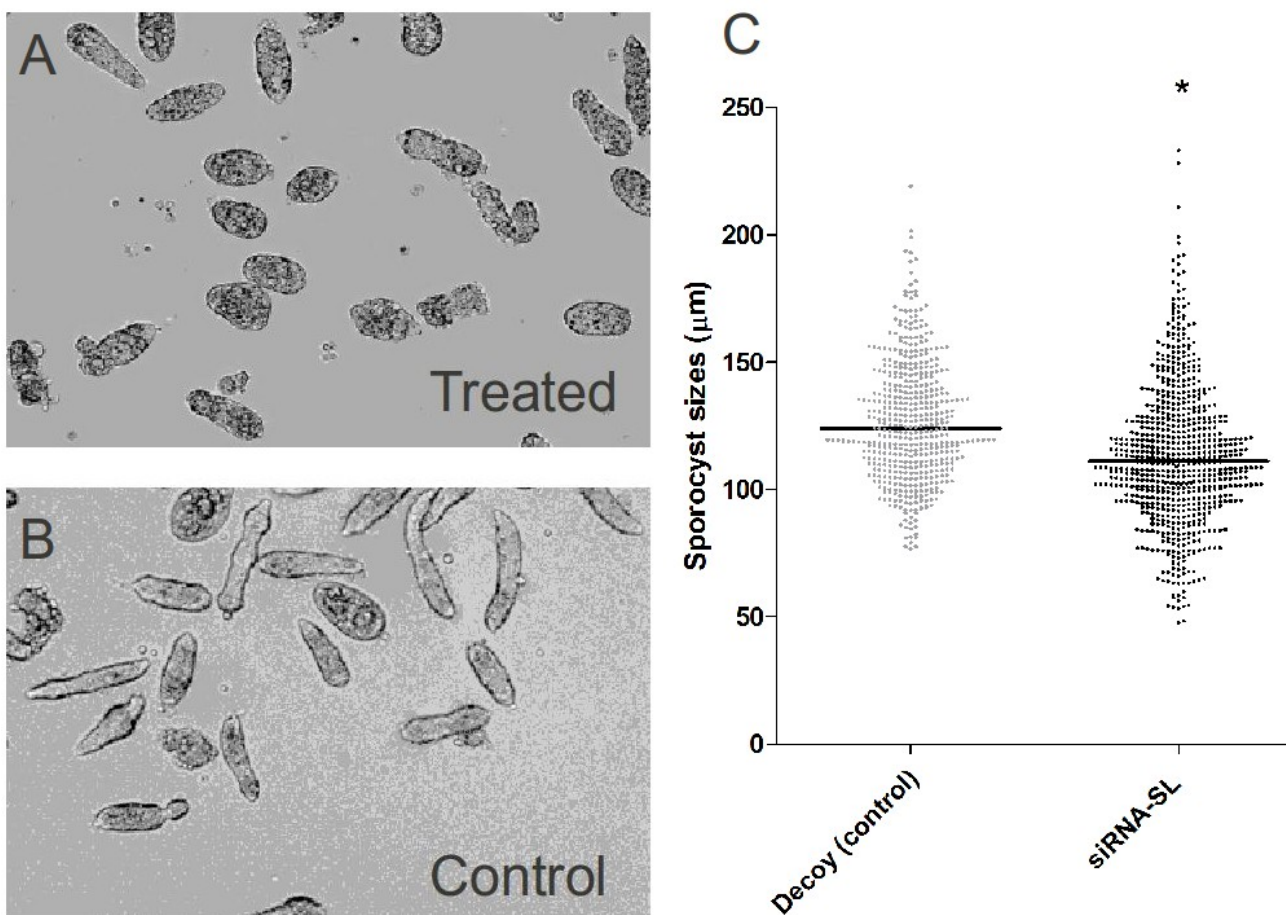 A
Treated
B
Control
C
*
Sporocyst sizes (μm)
250
200
150
100
50
0
Decoy (control)
siRNA-SL